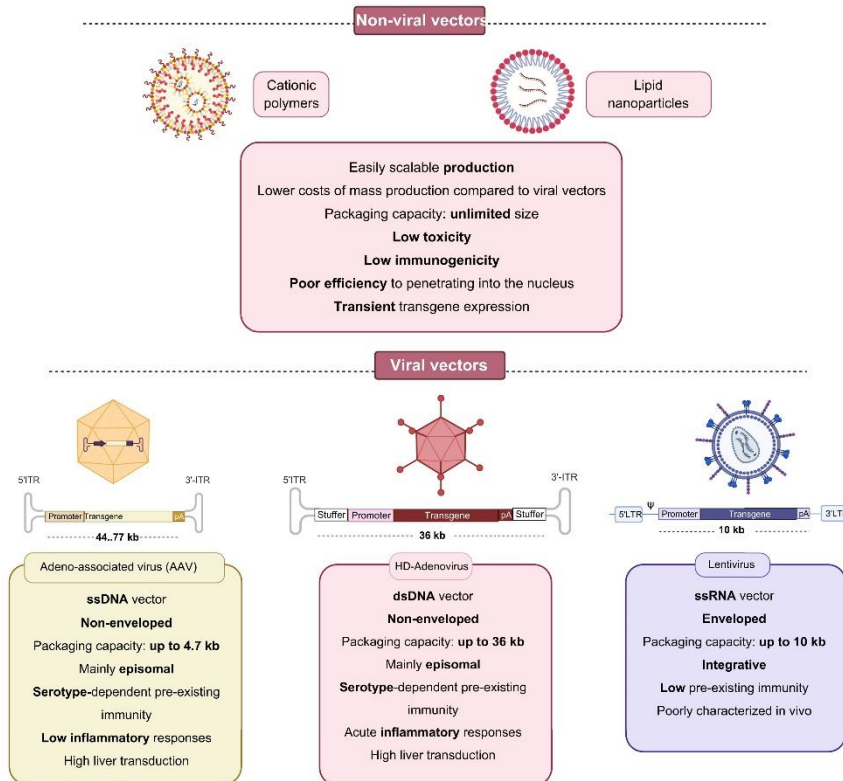 Non-viral vectors
Cationic
polymers
Lipid
nanoparticles
Easily scalable production
Lower costs of mass production compared to viral vectors
Packaging capacity: unlimited size
Low toxicity
Low immunogenicity
Poor efficiency to penetrating into the nucleus
Transient transgene expression
Viral vectors
5'ITR
3'-ITR
Promoter Transgene pA
44..77 kb
Adeno-associated virus (AAV)
ssDNA vector
Non-enveloped
Packaging capacity: up to 4.7 kb
Mainly episomal
Serotype-dependent pre-existing
immunity
Low inflammatory responses
High liver transduction
5'ITR
3'-ITR
Stuffer Promoter Transgene pA Stuffer
36 kb
HD-Adenovirus
dsDNA vector
Non-enveloped
Packaging capacity: up to 36 kb
Mainly episomal
Serotype-dependent pre-existing
immunity
Acute inflammatory responses
High liver transduction
5'LTR Ψ Promoter Transgene pA 3'LT
10 kb
Lentivirus
ssRNA vector
Enveloped
Packaging capacity: up to 10 kb
Integrative
Low pre-existing immunity
Poorly characterized in vivo